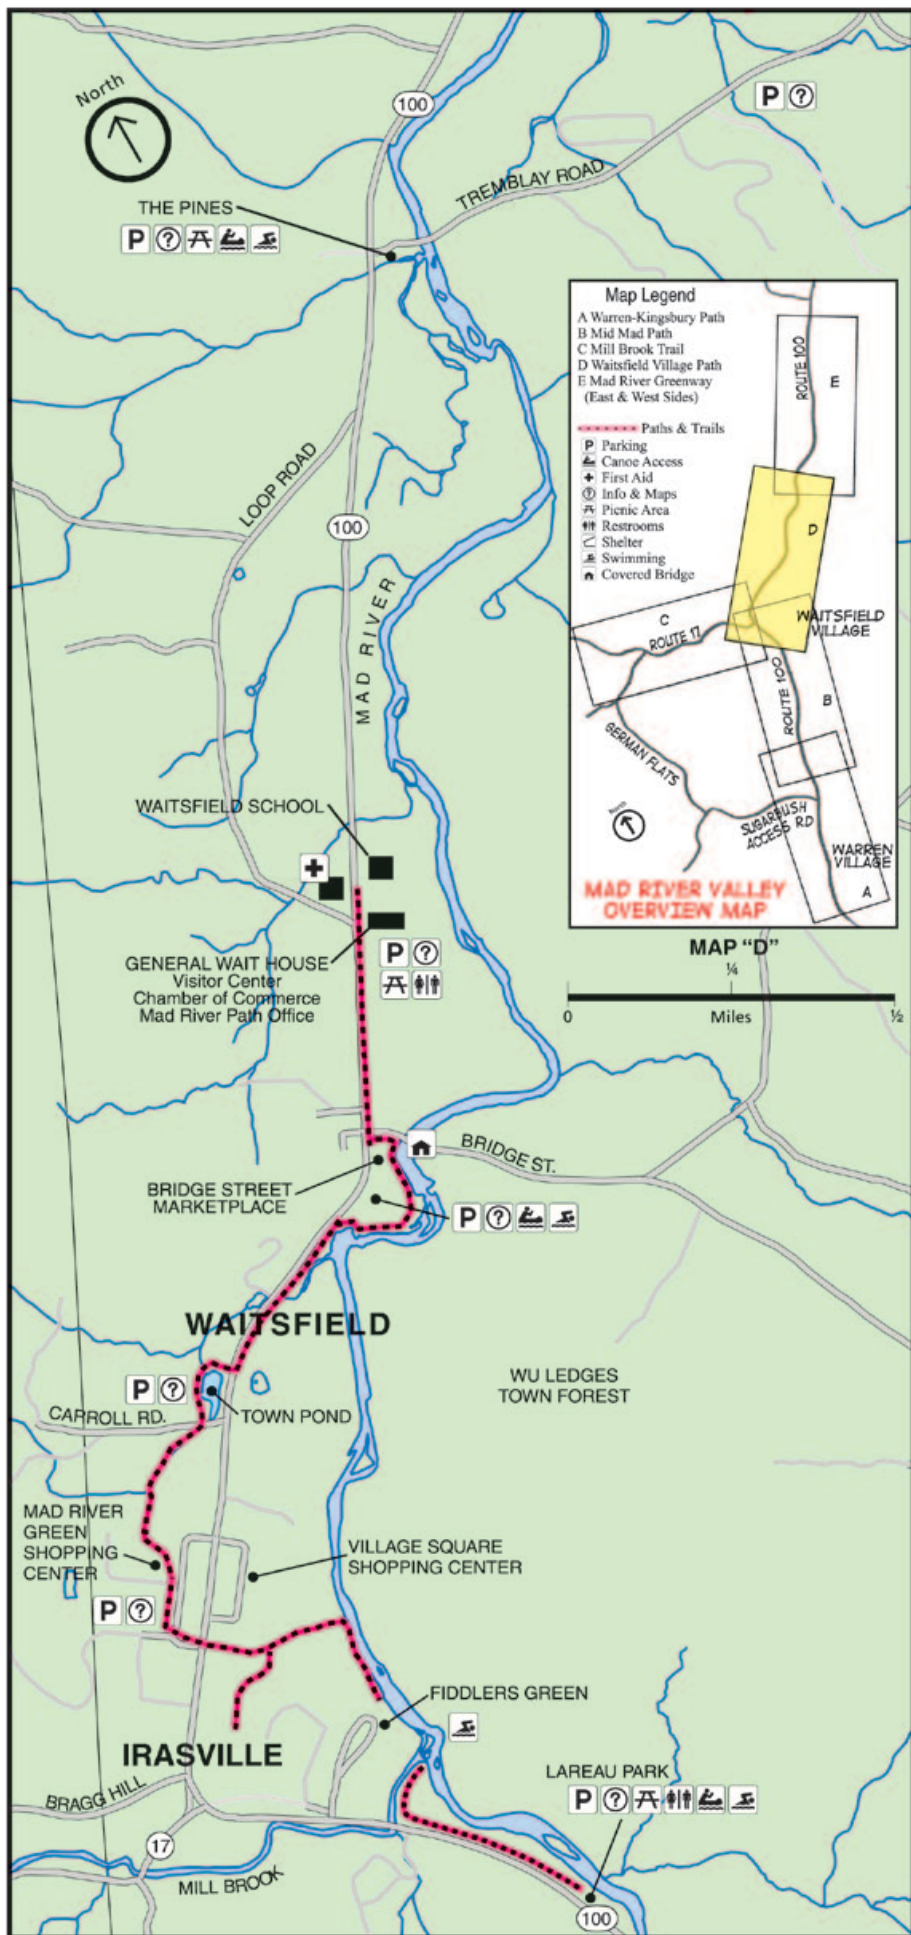 North
100
P ?
TREMBLAY ROAD
THE PINES
P ?
Map Legend
A Warren-Kingsbury Path
B Mid Mad Path
C Mill Brook Trail
D Waitsfield Village Path
E Mad River Greenway
(East & West Sides)
Paths & Trails
P Parking
Canoe Access
First Aid
? Info & Maps
Picnic Area
Restrooms
Shelter
Swimming
Covered Bridge
ROUTE 100
E
D
WAITSFIELD
VILLAGE
C
ROUTE 17
ROUTE 100
B
GERMAN FLATS
North
SUGARBUSH
ACCESS RD
WARREN
VILLAGE
A
MAD RIVER VALLEY
OVERVIEW MAP
MAP "D"
¼
0 Miles ½
LOOP ROAD
100
MAD RIVER
WAITSFIELD SCHOOL
GENERAL WAIT HOUSE
Visitor Center
Chamber of Commerce
Mad River Path Office
P ?
BRIDGE ST.
BRIDGE STREET
MARKETPLACE
P ?
WAITSFIELD
WU LEDGES
TOWN FOREST
P ?
TOWN POND
CARROLL RD.
MAD RIVER
GREEN
SHOPPING
CENTER
VILLAGE SQUARE
SHOPPING CENTER
P ?
FIDDLERS GREEN
IRASVILLE
LAREAU PARK
P ?
BRAGG HILL
17
MILL BROOK
100